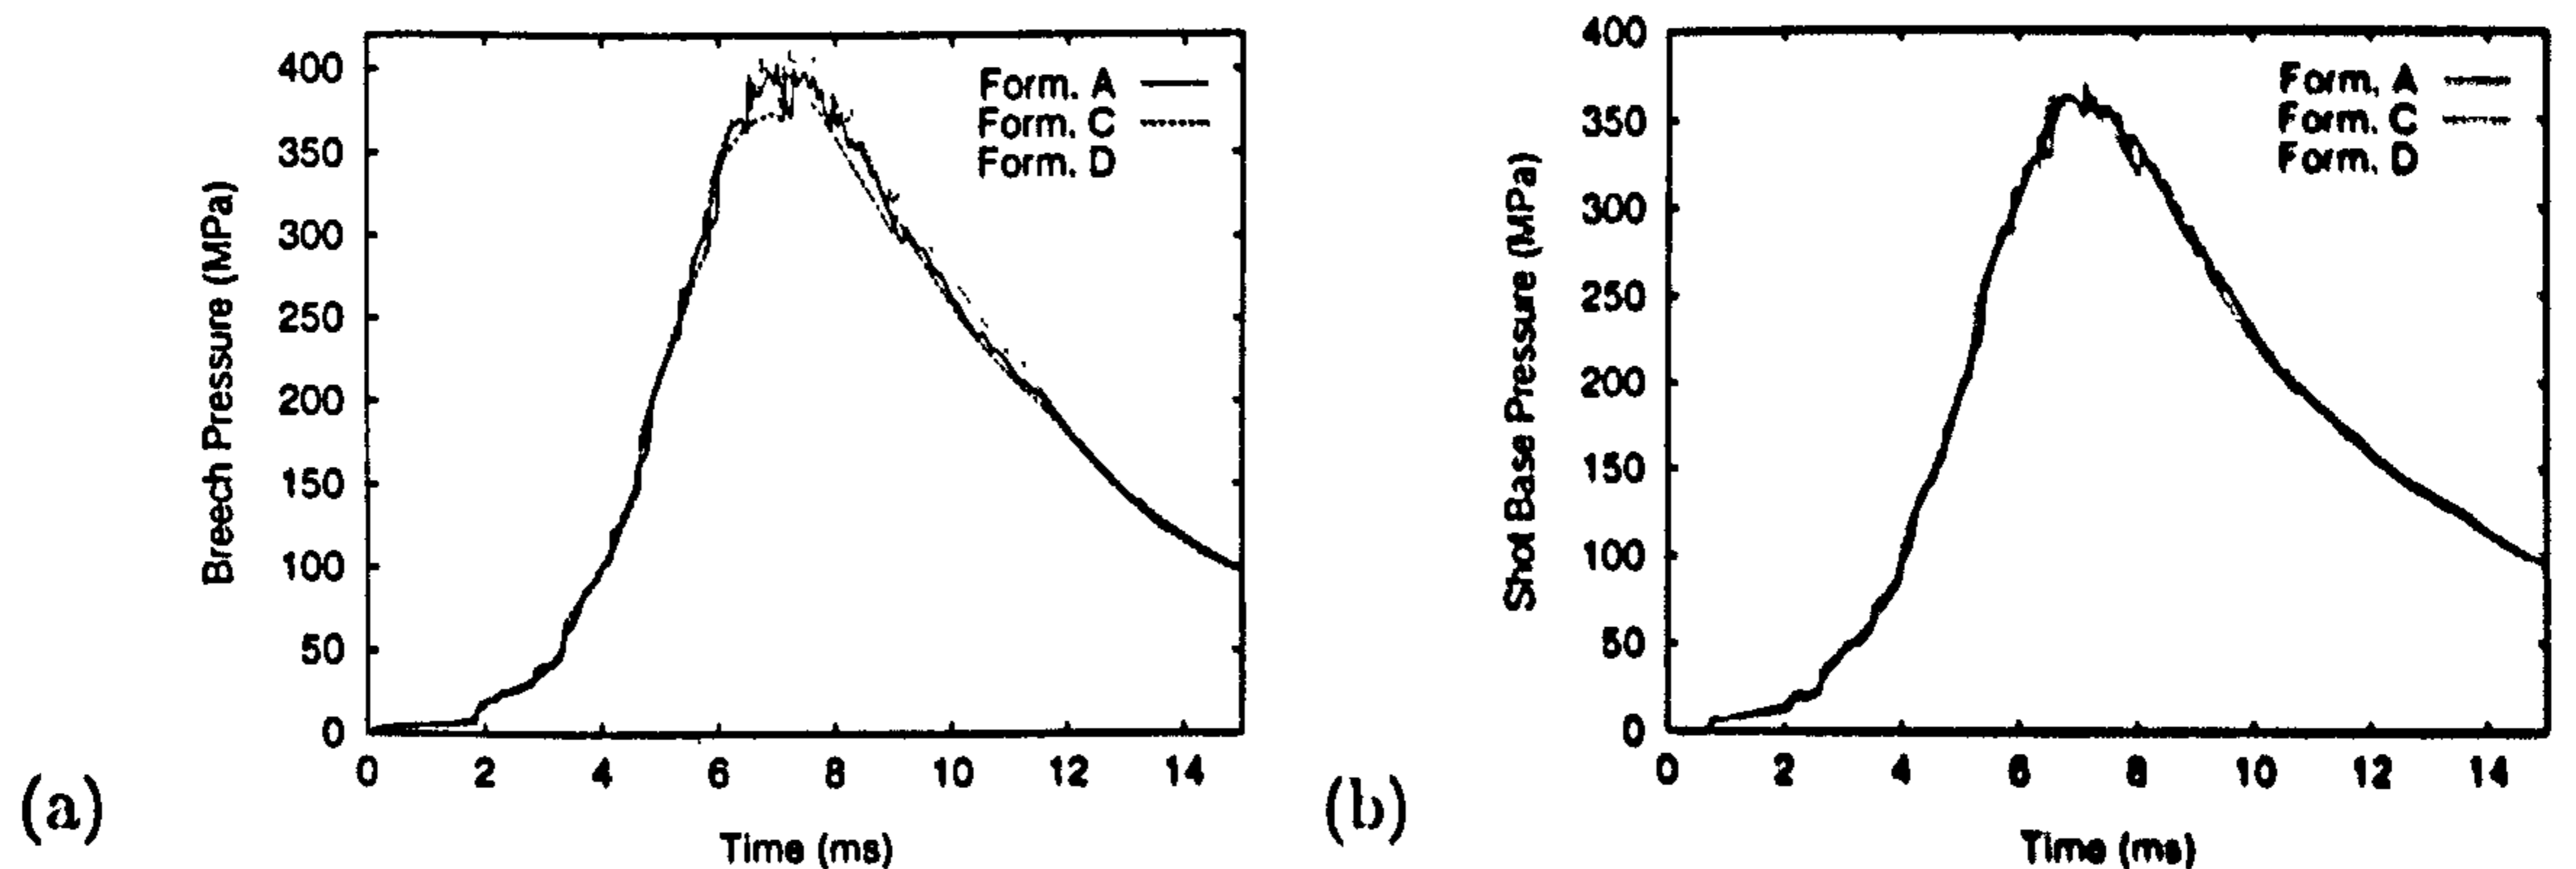 400
350
300
250
200
150
100
50
0
Breech Pressure (MPa)
Form. A
Form. C
Form. D
0 2 4 6 8 10 12 14
Time (ms)
(a)
400
350
300
250
200
150
100
50
0
Shot Base Pressure (MPa)
Form. A
Form. C
Form. D
0 2 4 6 8 10 12 14
Time (ms)
(b)